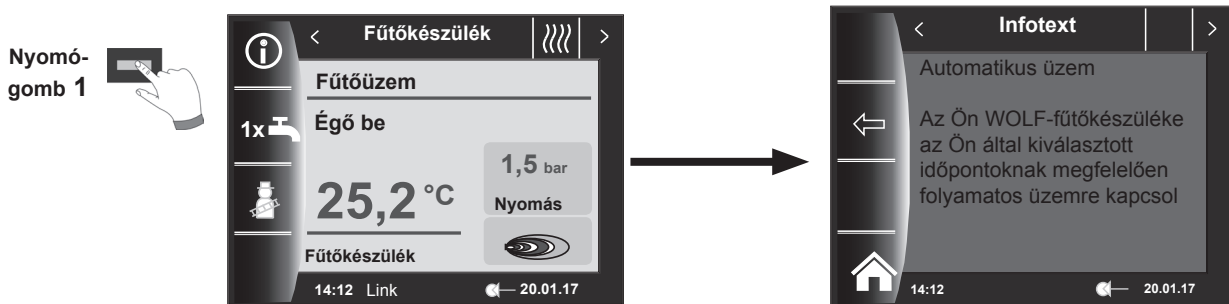 Nyomó-
gomb 1
Fűtőkészülék
Fűtőüzem
1x
Égő be
1,5 bar
25,2 °C
Nyomás
Fűtőkészülék
14:12 Link
20.01.17
Infotext
Automatikus üzem
Az Ön WOLF-fűtőkészüléke
az Ön által kiválasztott
időpontoknak megfelelően
folyamatos üzemre kapcsol
14:12
20.01.17